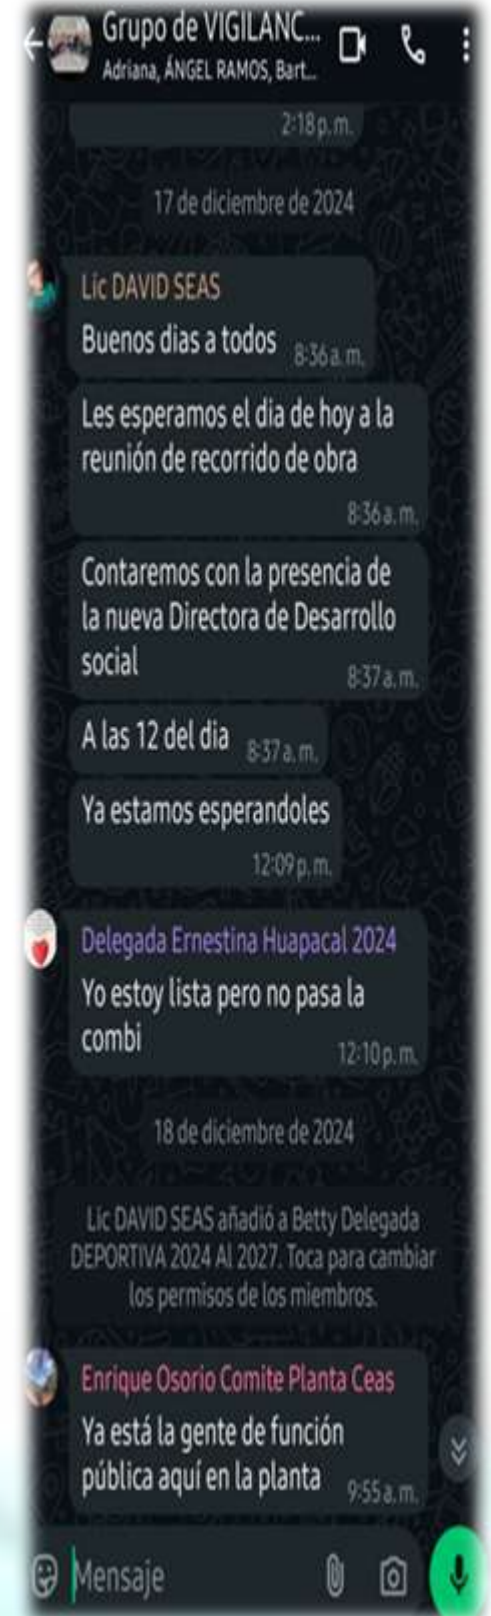 Grupo de VIGILANC...
Adriana, ÁNGEL RAMOS, Bart...
2:18 p. m.
17 de diciembre de 2024
Lic DAVID SEAS
Buenos dias a todos
8:36 a. m.
Les esperamos el dia de hoy a la
reunión de recorrido de obra
8:36 a. m.
Contaremos con la presencia de
la nueva Directora de Desarrollo
social
8:37 a. m.
A las 12 del dia
8:37 a. m.
Ya estamos esperandoles
12:09 p. m.
Delegada Ernestina Huapacal 2024
Yo estoy lista pero no pasa la
combi
12:10 p. m.
18 de diciembre de 2024
Lic DAVID SEAS añadió a Betty Delegada
DEPORTIVA 2024 Al 2027. Toca para cambiar
los permisos de los miembros.
Enrique Osorio Comite Planta Ceas
Ya está la gente de función
pública aquí en la planta
9:55 a. m.
Mensaje